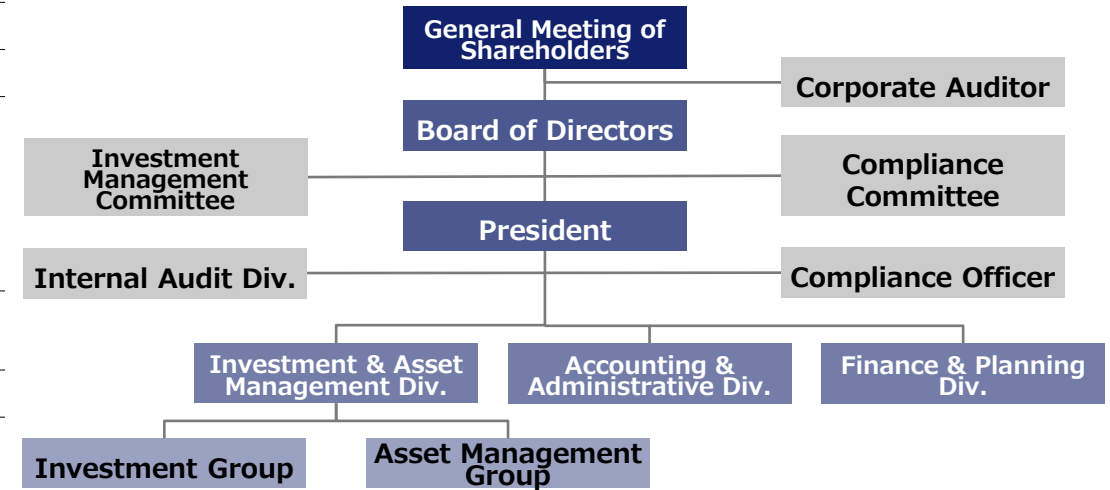 General Meeting of
Shareholders
Corporate Auditor
Board of Directors
Investment
Management
Committee
Compliance
Committee
President
Internal Audit Div.
Compliance Officer
Investment & Asset
Management Div.
Accounting &
Administrative Div.
Finance & Planning
Div.
Investment Group
Asset Management
Group